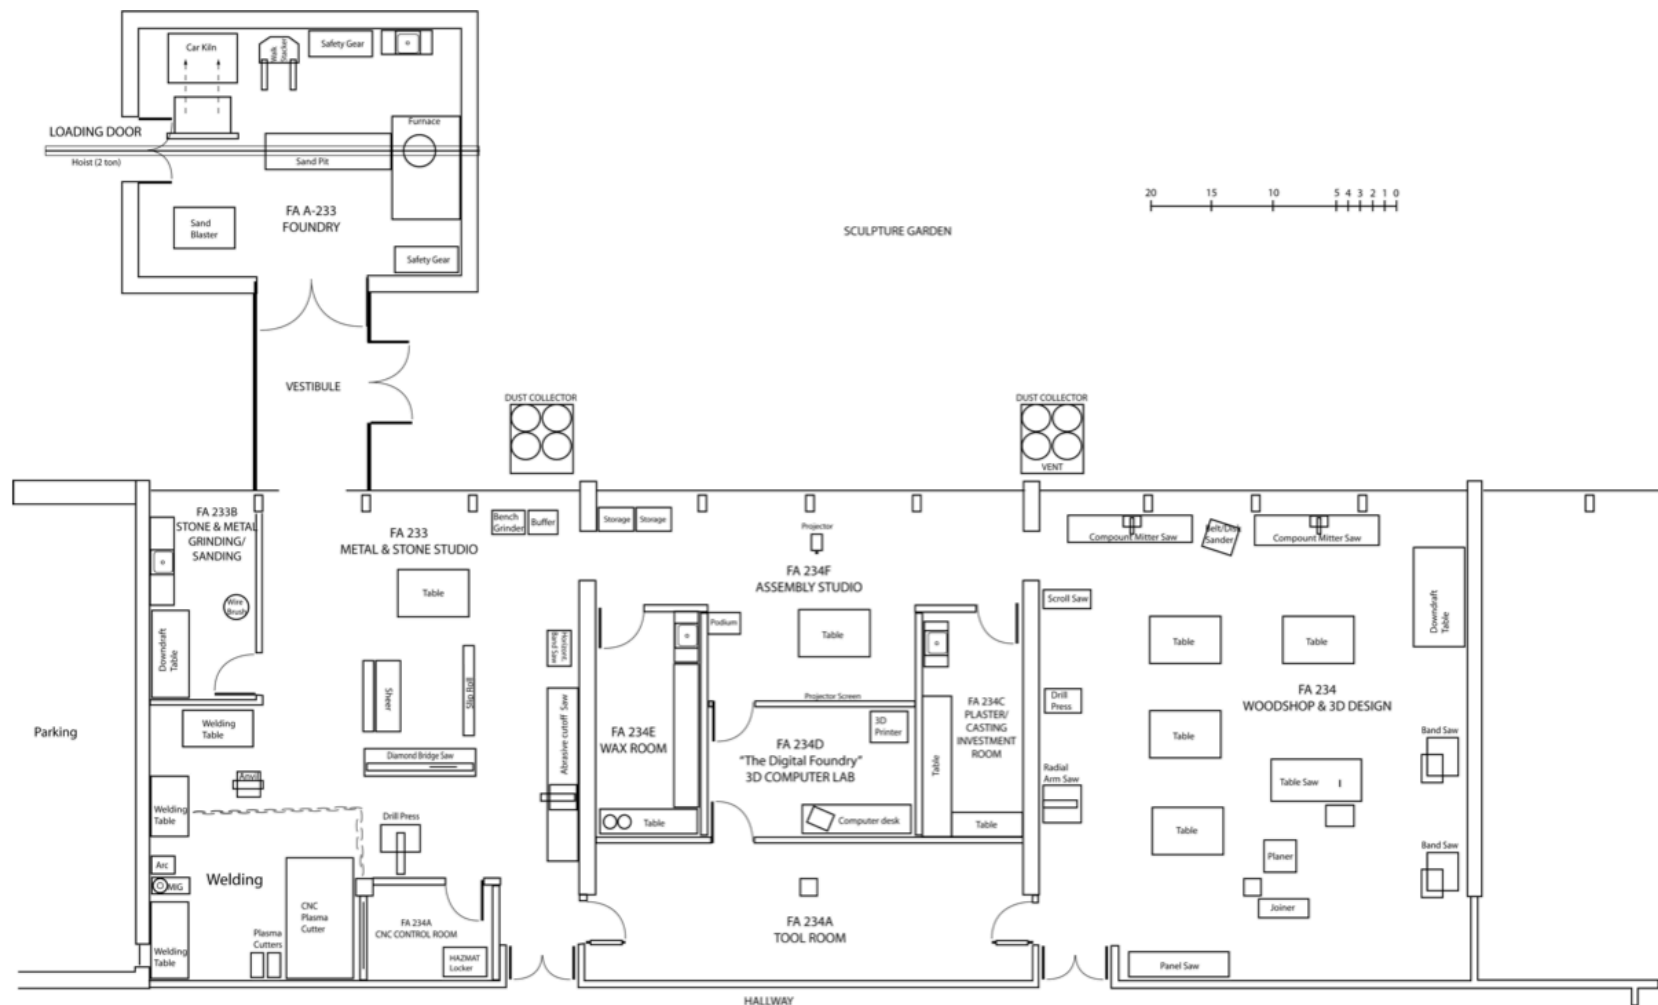 Car Kiln
Walk
Stacker
Safety Gear
LOADING DOOR
Hoist (2 ton)
Furnace
Sand Pit
Sand
Blaster
FA A-233
FOUNDRY
Safety Gear
SCULPTURE GARDEN
20 15 10 5 4 3 2 1 0
VESTIBULE
DUST COLLECTOR
DUST COLLECTOR
VENT
FA 233B
STONE & METAL
GRINDING/
SANDING
Wire
Brush
Downdraft
Table
FA 233
METAL & STONE STUDIO
Bench
Grinder
Buffer
Table
Horizont.
Band Saw
Sheer
Slip Roll
Abrasive cutoff Saw
Diamond Bridge Saw
Welding
Table
Anvil
Welding
Table
Drill Press
Arc
MIG
Welding
Welding
Table
Plasma
Cutters
CNC
Plasma
Cutter
FA 234A
CNC CONTROL ROOM
HAZMAT
Locker
Parking
Storage
Storage
Projector
FA 234F
ASSEMBLY STUDIO
Podium
Table
Projector Screen
FA 234E
WAX ROOM
Table
3D
Printer
FA 234D
“The Digital Foundry”
3D COMPUTER LAB
Computer desk
FA 234C
PLASTER/
CASTING
INVESTMENT
ROOM
Table
Table
FA 234A
TOOL ROOM
HALLWAY
Compount Mitter Saw
Belt/Disk
Sander
Compount Mitter Saw
Scroll Saw
Table
Table
Downdraft
Table
Drill
Press
FA 234
WOODSHOP & 3D DESIGN
Table
Band Saw
Radial
Arm Saw
Table Saw
Table
Planer
Band Saw
Joiner
Panel Saw